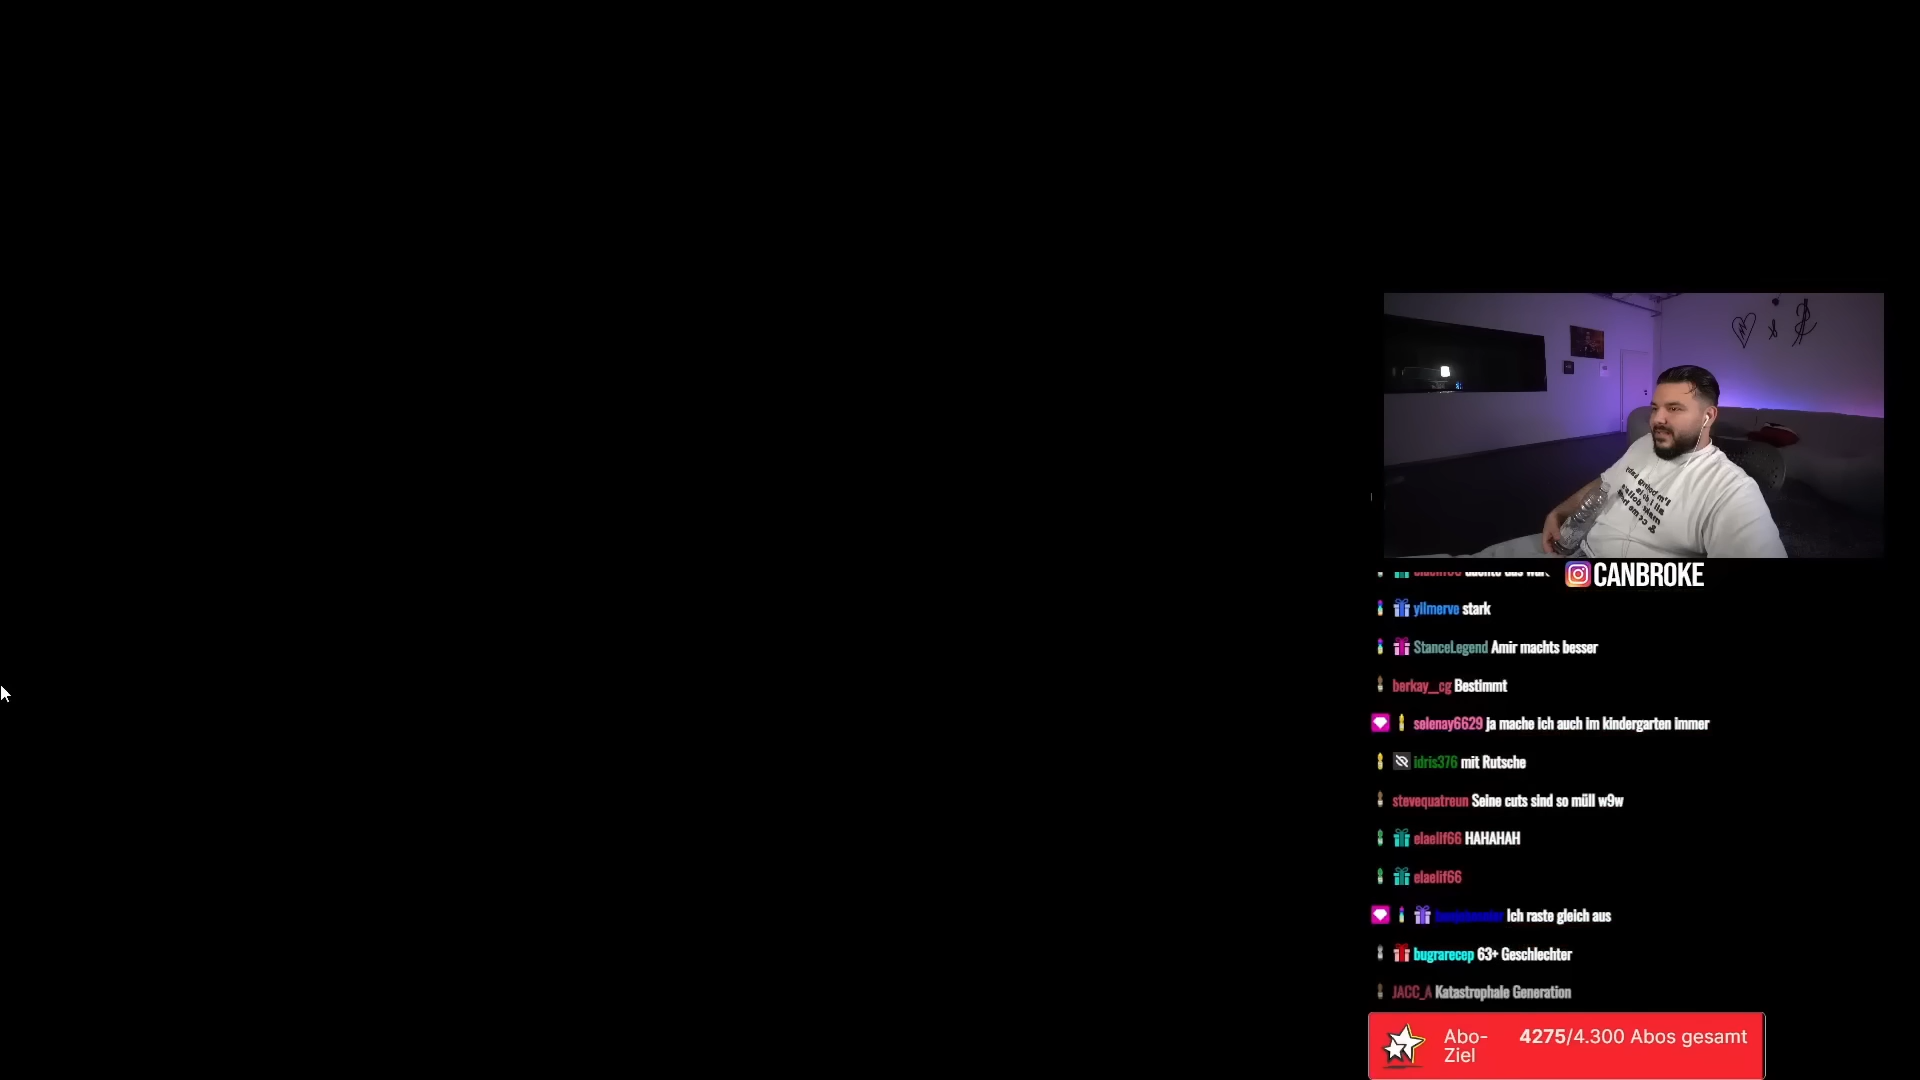 CANBROKE
yilmerve stark
StanceLegend Amir machts besser
berkay__cg Bestimmt
selenay6629 ja mache ich auch im kindergarten immer
idris376 mit Rutsche
stevequatreun Seine cuts sind so müll w9w
elaelif66 HAHAHAH
elaelif66
Ich raste gleich aus
bugrarecep 63+ Geschlechter
JACC_A Katastrophale Generation
Abo-Ziel 4275/4.300 Abos gesamt